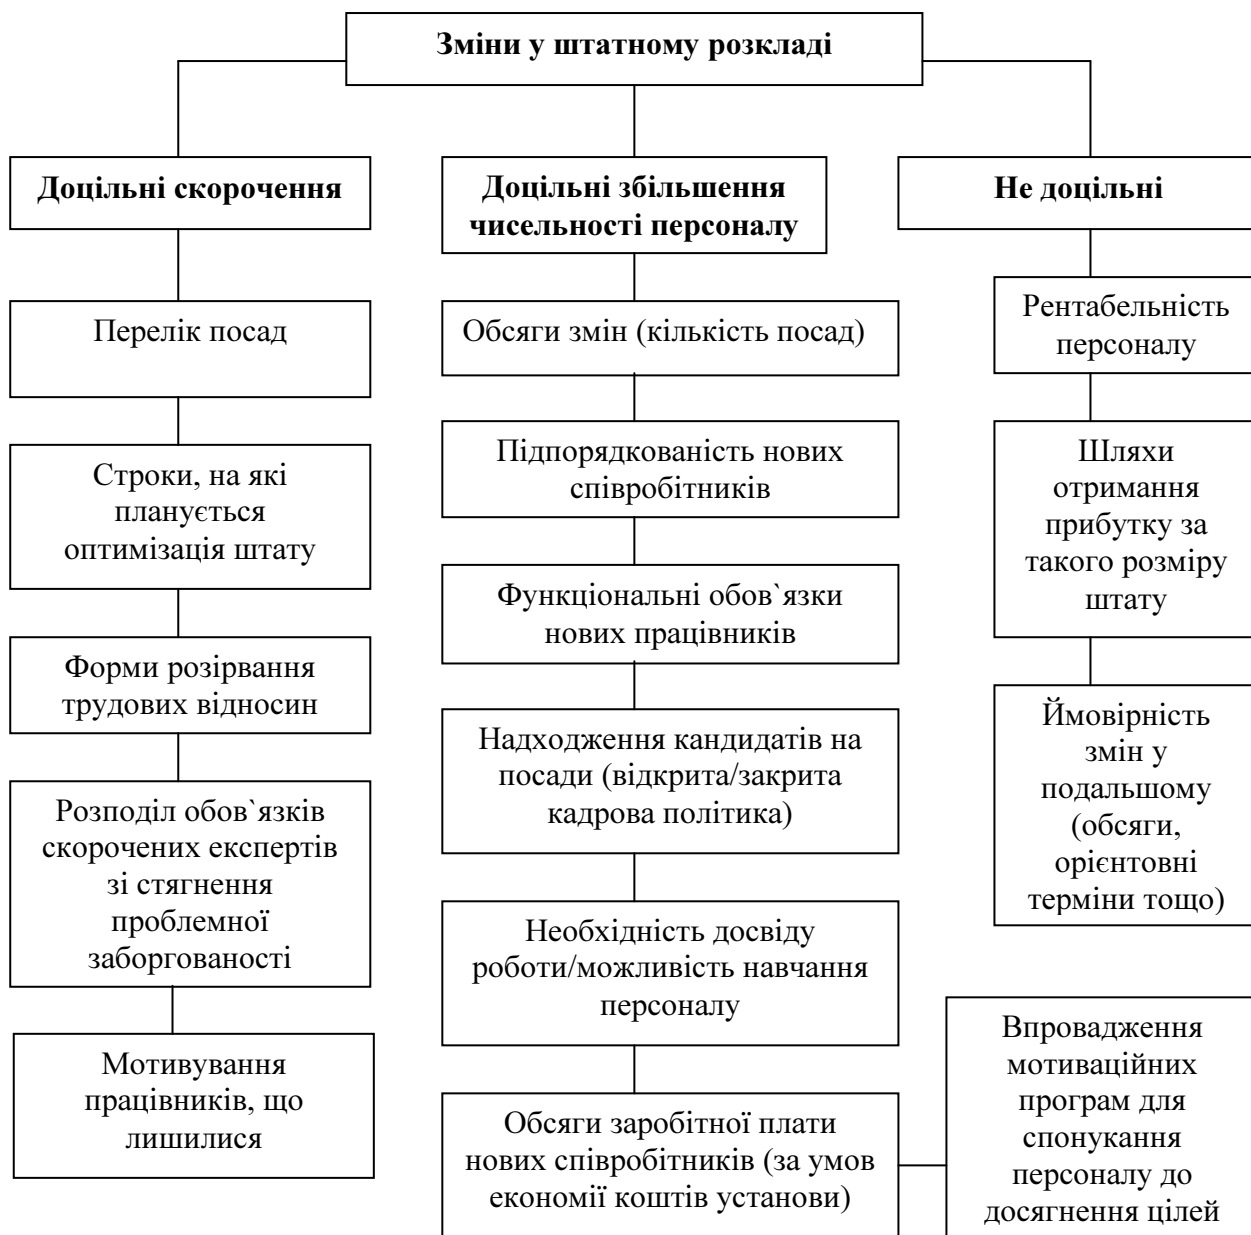 Зміни у штатному розкладі
Доцільні скорочення
Перелік посад
Строки, на які
планується
оптимізація штату
Форми розірвання
трудових відносин
Розподіл обов`язків
скорочених експертів
зі стягнення
проблемної
заборгованості
Мотивування
працівників, що
лишилися
Доцільні збільшення
чисельності персоналу
Обсяги змін (кількість посад)
Підпорядкованість нових
співробітників
Функціональні обов`язки
нових працівників
Надходження кандидатів на
посади (відкрита/закрита
кадрова політика)
Необхідність досвіду
роботи/можливість навчання
персоналу
Обсяги заробітної плати
нових співробітників (за умов
економії коштів установи)
Не доцільні
Рентабельність
персоналу
Шляхи
отримання
прибутку за
такого розміру
штату
Ймовірність
змін у
подальшому
(обсяги,
орієнтовні
терміни тощо)
Впровадження
мотиваційних
програм для
спонукання
персоналу до
досягнення цілей